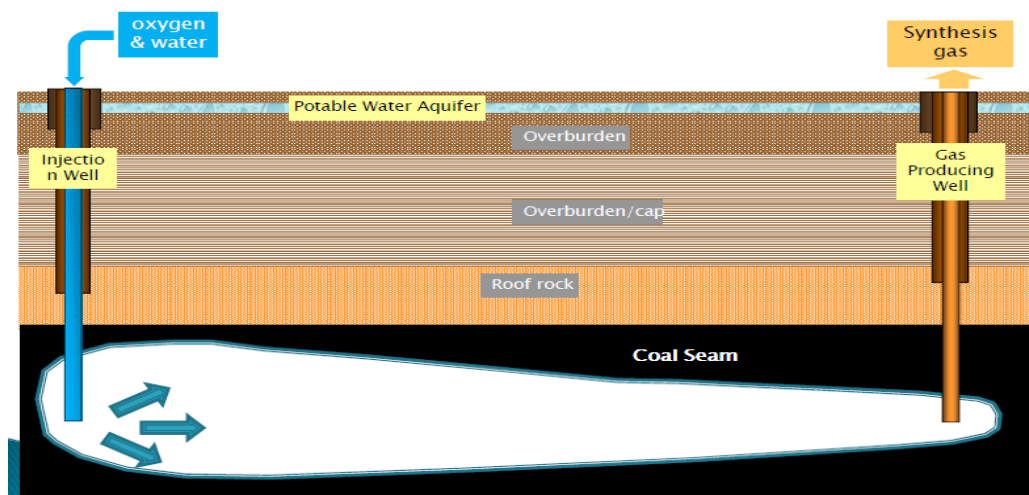 oxygen
& water
Synthesis
gas
Potable Water Aquifer
Overburden
Injectio
n Well
Gas
Producing
Well
Overburden/cap
Roof rock
Coal Seam